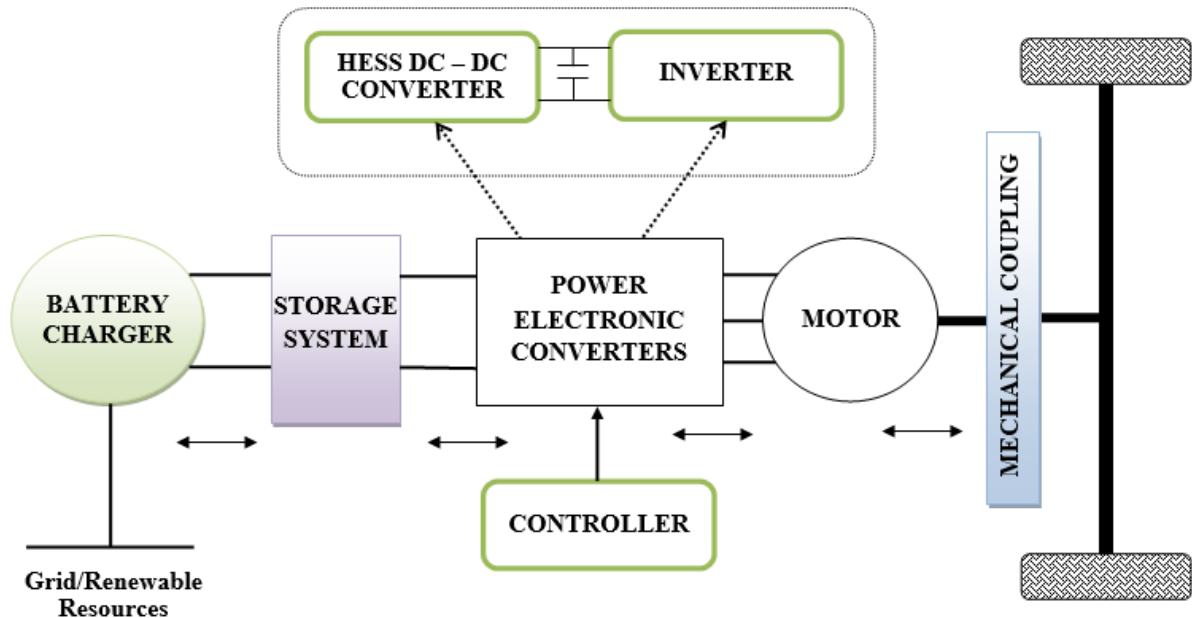 HESS DC – DC
CONVERTER
INVERTER
BATTERY
CHARGER
STORAGE
SYSTEM
POWER
ELECTRONIC
CONVERTERS
MOTOR
MECHANICAL COUPLING
CONTROLLER
Grid/Renewable
Resources